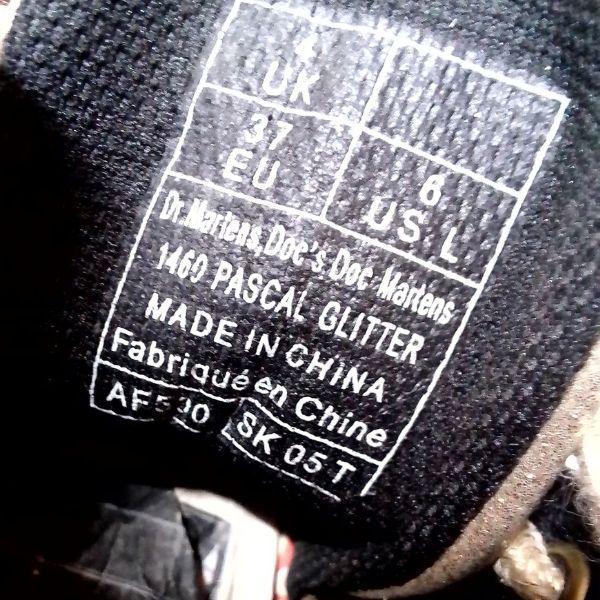 4
UK
37
EU
6
US L
Dr. Martens, Doc's, Doc Martens
1460 PASCAL GLITTER
MADE IN CHINA
Fabriqué en Chine
SK 05 T